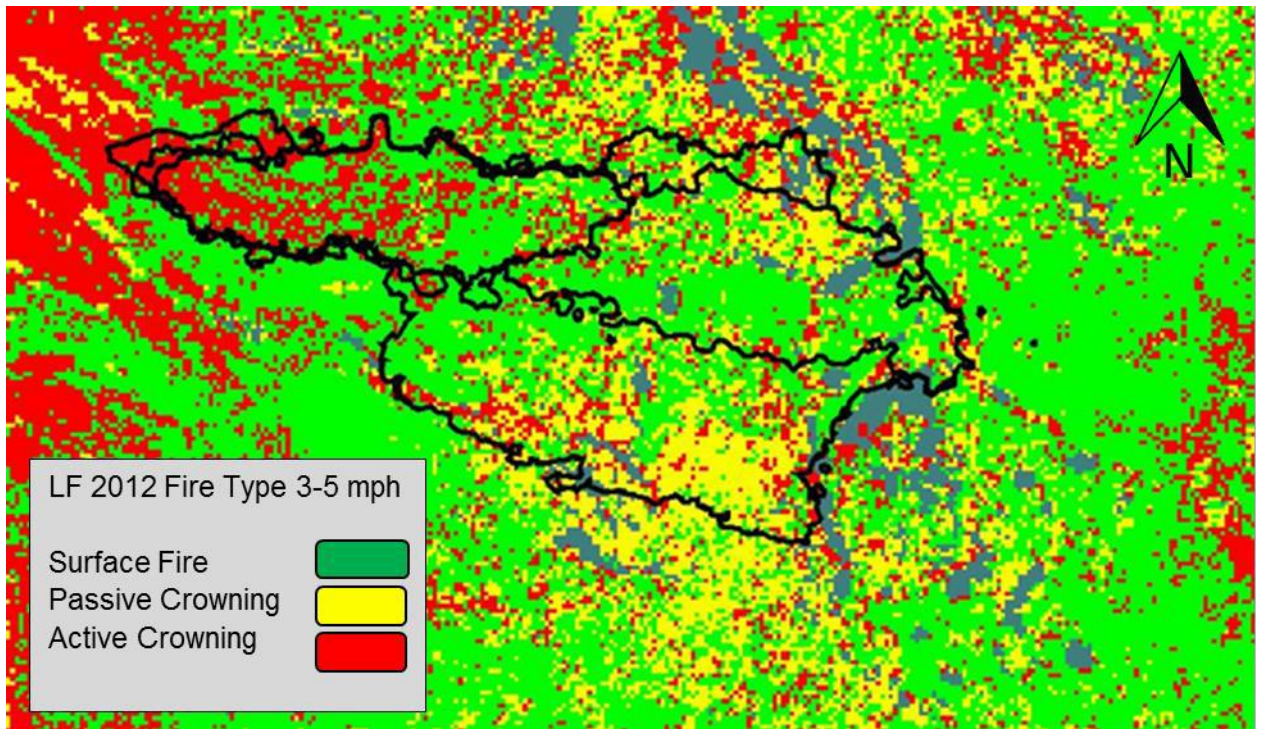 N
LF 2012 Fire Type 3-5 mph
Surface Fire
Passive Crowning
Active Crowning